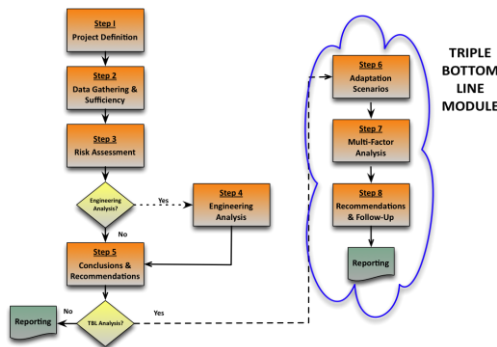 Step 1
Project Definition
Step 2
Data Gathering &
Sufficiency
Step 3
Risk Assessment
Engineering
Analysis?
Yes
No
Step 4
Engineering
Analysis
Step 5
Conclusions &
Recommendations
TBL Analysis?
No
Yes
Reporting
Step 6
Adaptation
Scenarios
Step 7
Multi-Factor
Analysis
Step 8
Recommendations
& Follow-Up
Reporting
TRIPLE
BOTTOM
LINE
MODULE